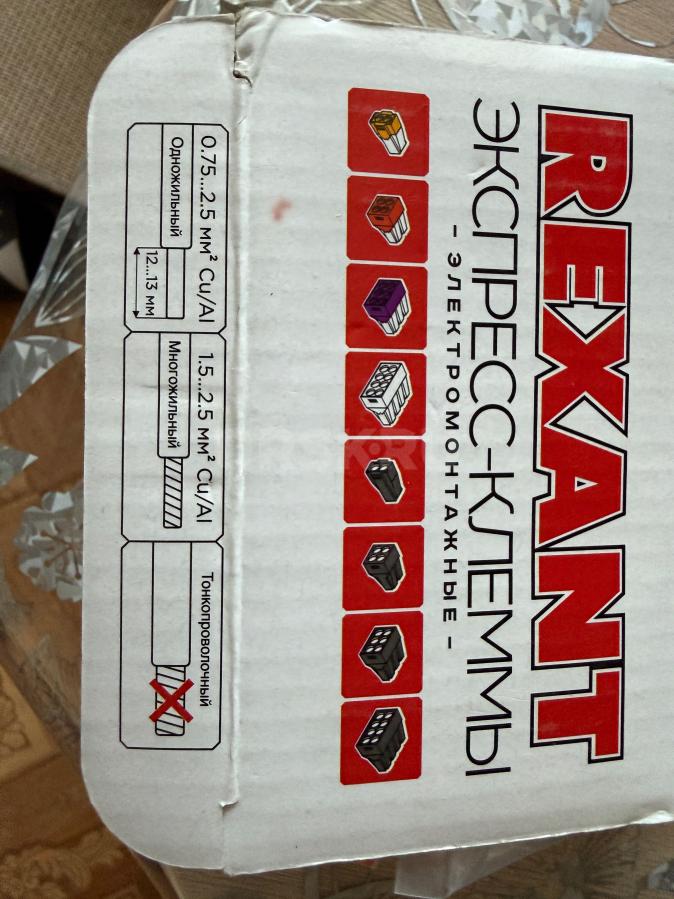 REXANT
ЭКСПРЕСС-КЛЕММЫ
- ЭЛЕКТРОМОНТАЖНЫЕ -
0.75...2.5 мм² Cu/Al
Одножильный
12...13 мм
1.5...2.5 мм² Cu/Al
Многожильный
Тонкопроволочный